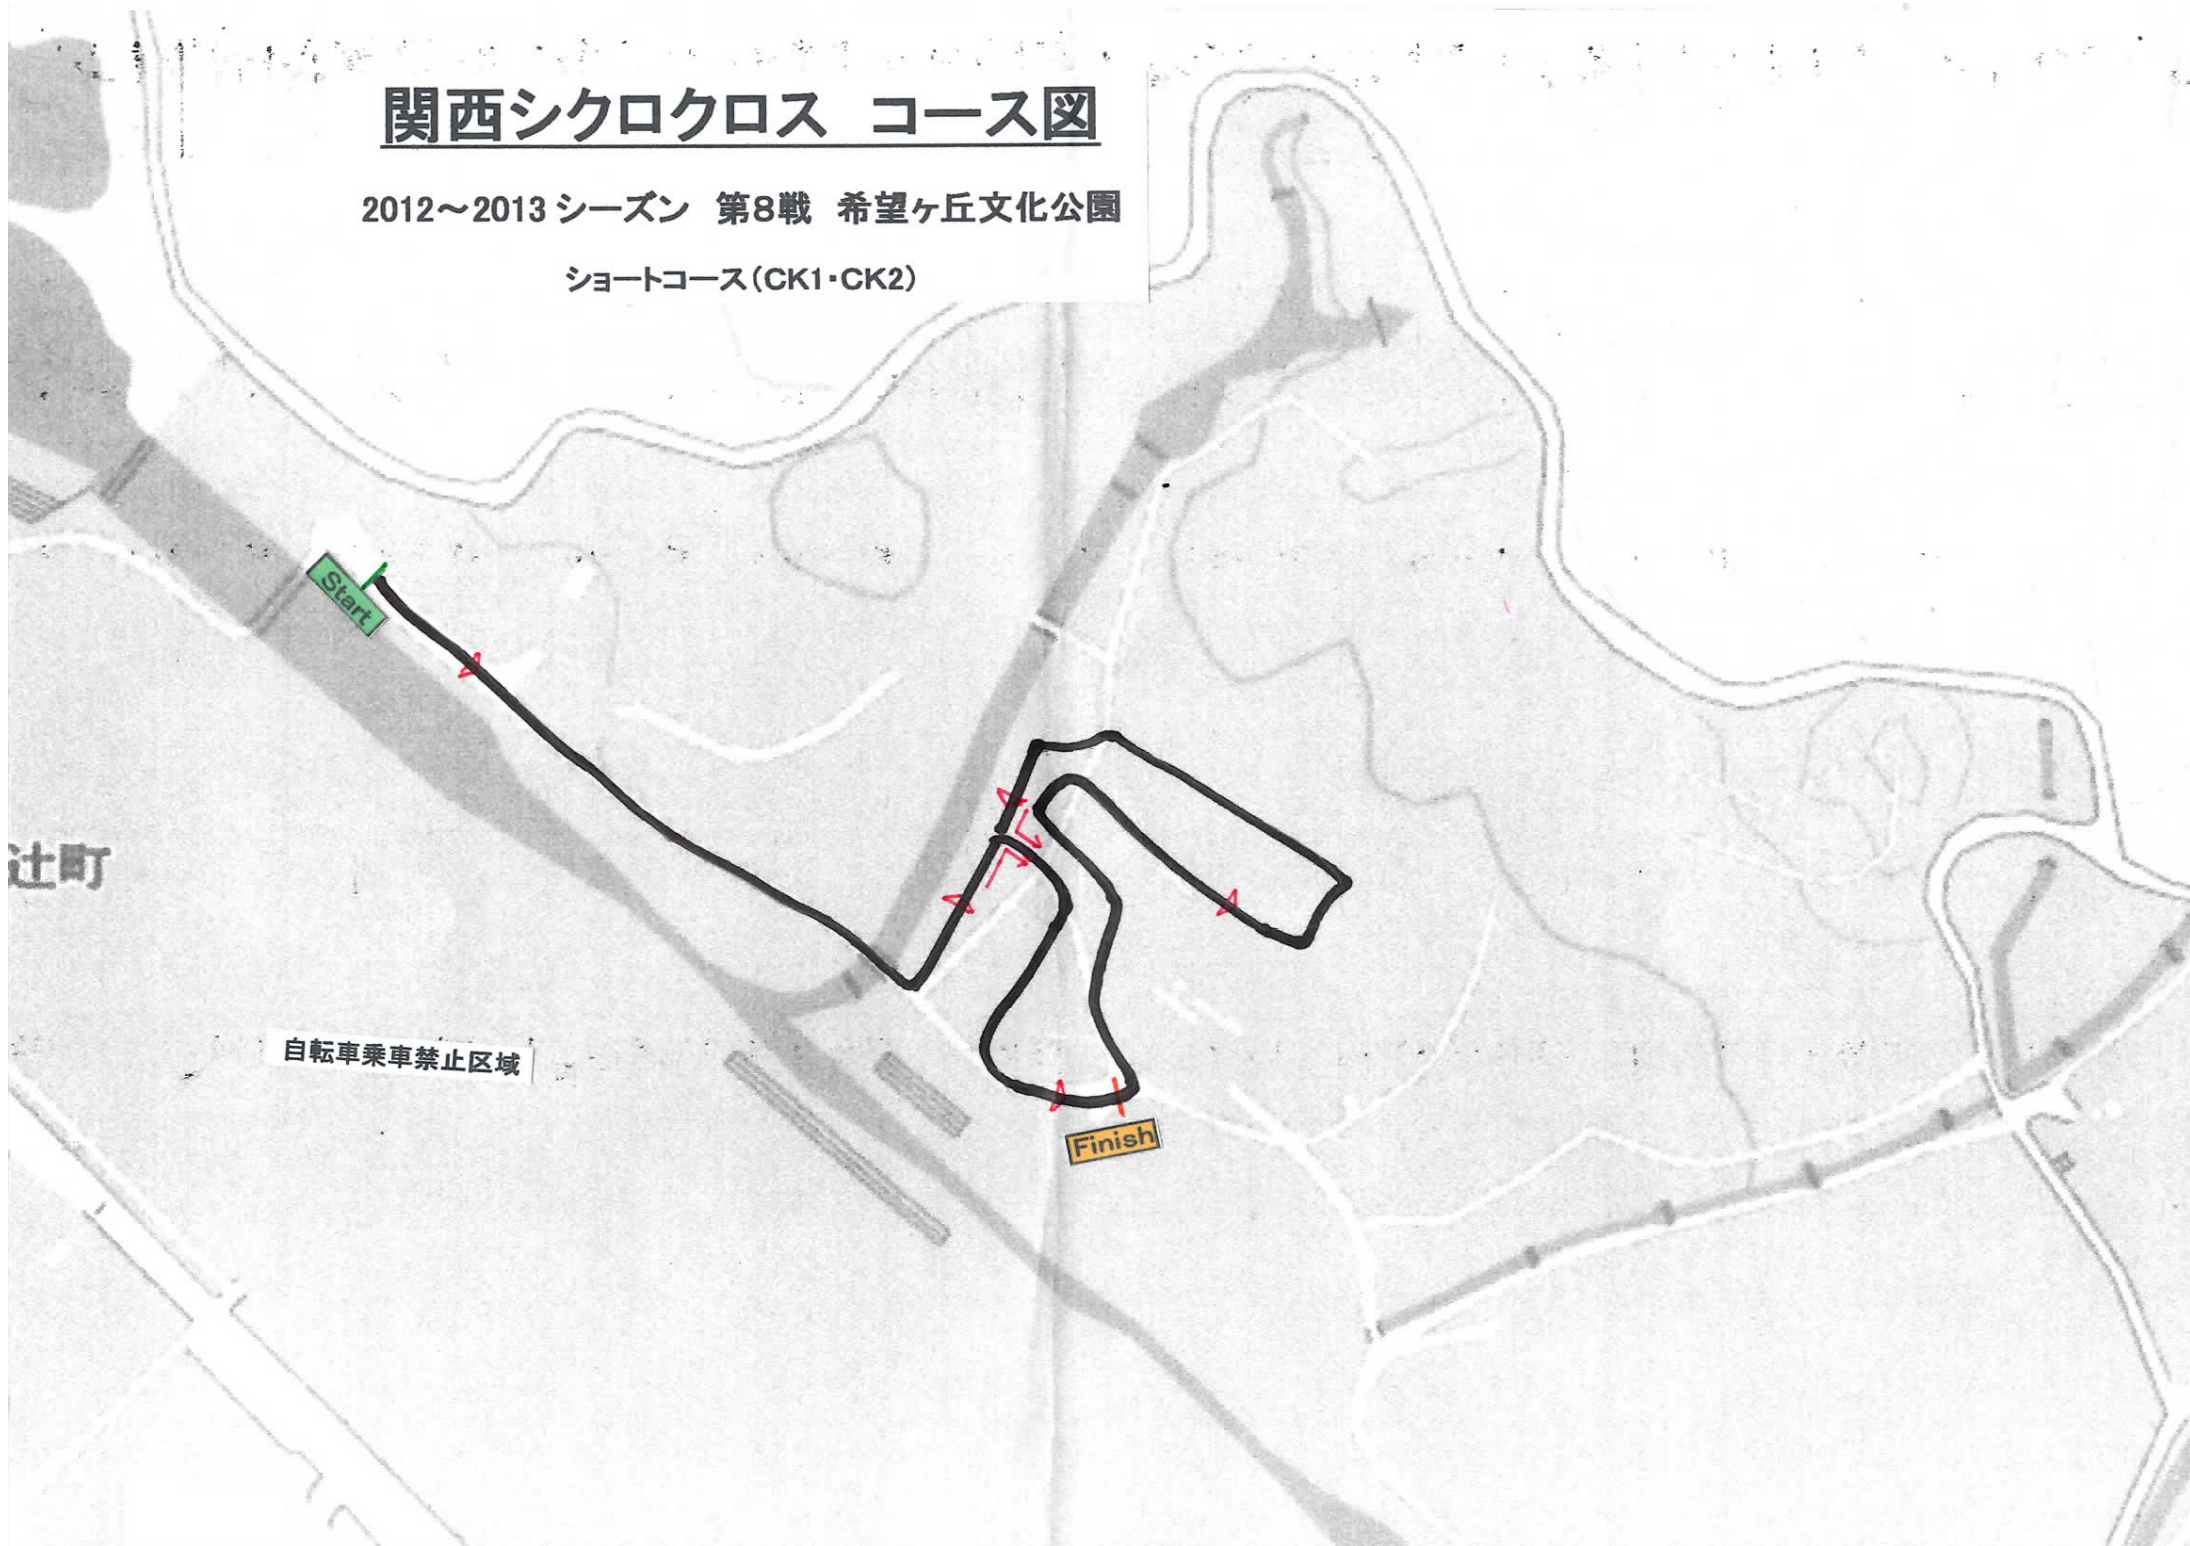 関西シクロクロス　コース図
2012～2013 シーズン　第8戦　希望ヶ丘文化公園
ショートコース(CK1・CK2)
Start
辻町
自転車乗車禁止区域
Finish